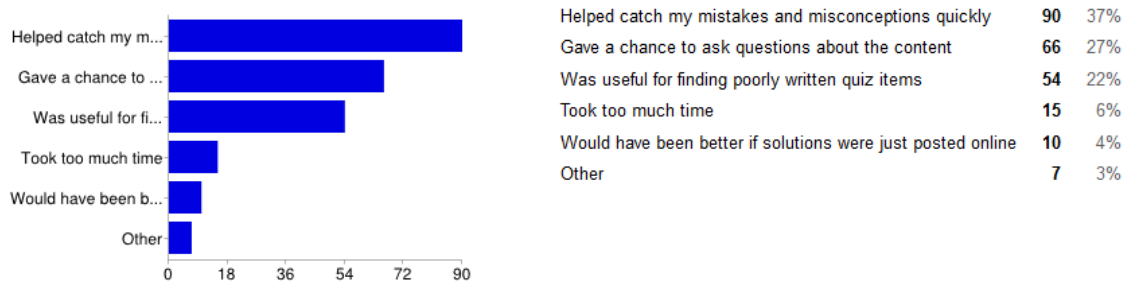 Helped catch my m...
Gave a chance to ...
Was useful for fi...
Took too much time
Would have been b...
Other
0 18 36 54 72 90
Helped catch my mistakes and misconceptions quickly 90 37%
Gave a chance to ask questions about the content 66 27%
Was useful for finding poorly written quiz items 54 22%
Took too much time 15 6%
Would have been better if solutions were just posted online 10 4%
Other 7 3%